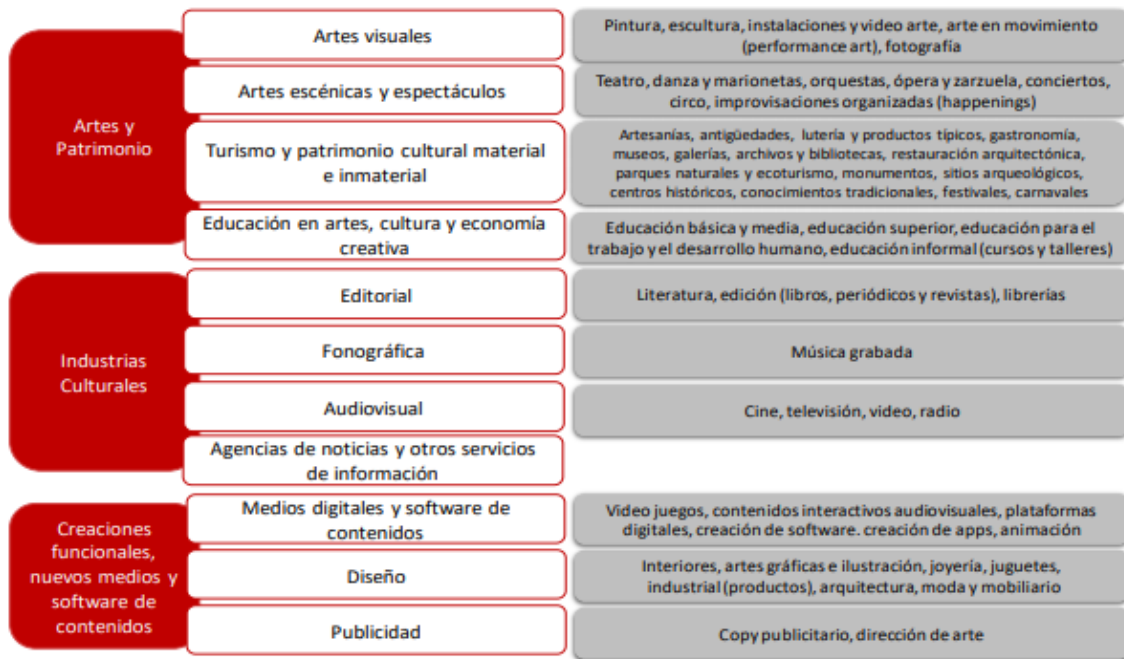 Artes y
Patrimonio
Artes visuales
Pintura, escultura, instalaciones y video arte, arte en movimiento
(performance art), fotografía
Artes escénicas y espectáculos
Teatro, danza y marionetas, orquestas, ópera y zarzuela, conciertos,
circo, improvisaciones organizadas (happenings)
Turismo y patrimonio cultural material
e inmaterial
Artesanías, antigüedades, lutería y productos típicos, gastronomía,
museos, galerías, archivos y bibliotecas, restauración arquitectónica,
parques naturales y ecoturismo, monumentos, sitios arqueológicos,
centros históricos, conocimientos tradicionales, festivales, carnavales
Educación en artes, cultura y economía
creativa
Educación básica y media, educación superior, educación para el
trabajo y el desarrollo humano, educación informal (cursos y talleres)
Industrias
Culturales
Editorial
Literatura, edición (libros, periódicos y revistas), librerías
Fonográfica
Música grabada
Audiovisual
Cine, televisión, video, radio
Agencias de noticias y otros servicios
de información
Creaciones
funcionales,
nuevos medios y
software de
contenidos
Medios digitales y software de
contenidos
Video juegos, contenidos interactivos audiovisuales, plataformas
digitales, creación de software. creación de apps, animación
Diseño
Interiores, artes gráficas e ilustración, joyería, juguetes,
industrial (productos), arquitectura, moda y mobiliario
Publicidad
Copy publicitario, dirección de arte